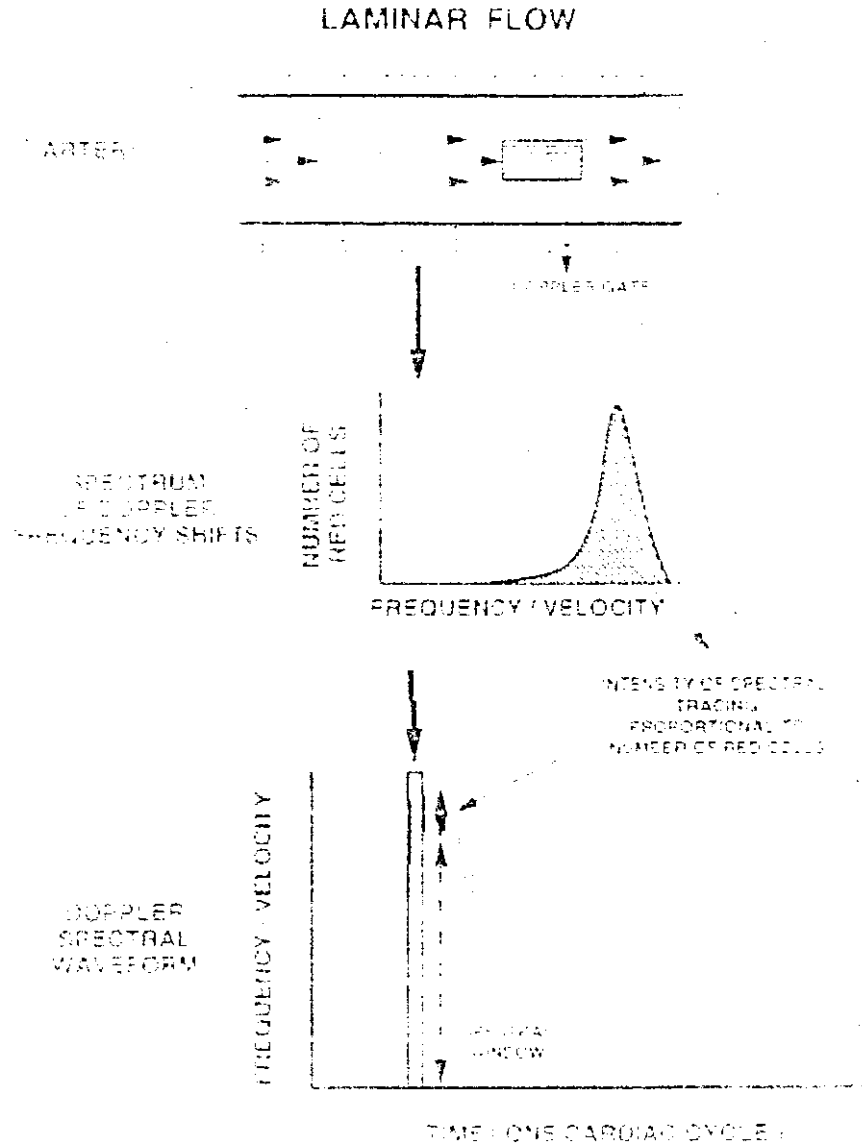 LAMINAR FLOW
ARTERY
DOPPLER GATE
NUMBER OF
RED CELLS
SPECTRUM
OF DOPPLER
FREQUENCY SHIFTS
FREQUENCY / VELOCITY
INTENSITY OF SPECTRAL
TRACING
PROPORTIONAL TO
NUMBER OF RED CELLS
FREQUENCY / VELOCITY
DOPPLER
SPECTRAL
WAVEFORM
SPECTRAL
WINDOW
TIME ( ONE CARDIAC CYCLE )